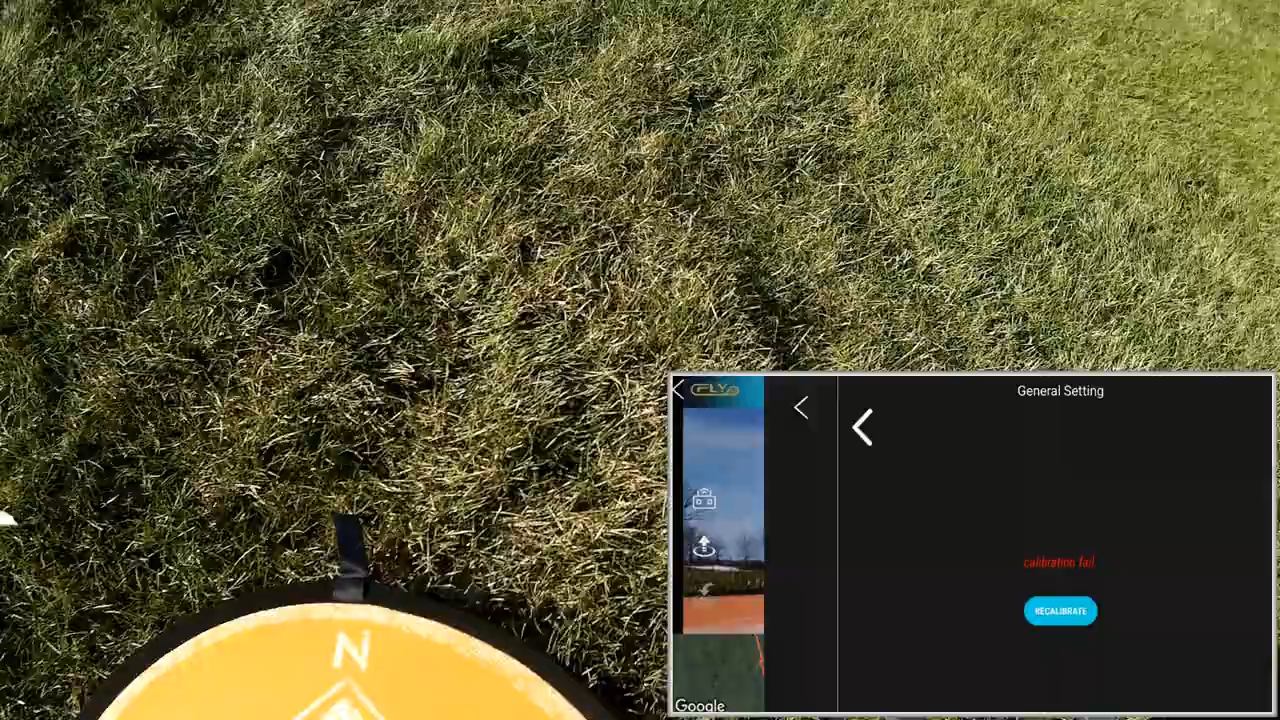 N
FLY
General Setting
calibration fail
RECALIBRATE
Google